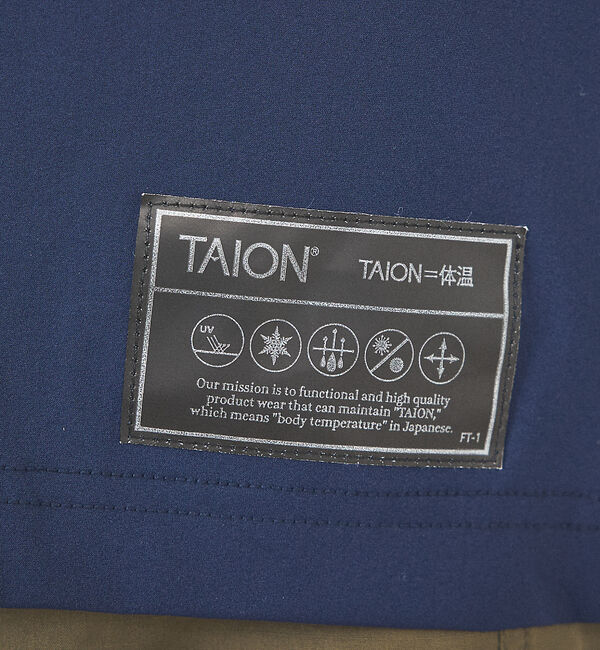 TAION® TAION=体温
UV
Our mission is to functional and high quality
product wear that can maintain "TAION,"
which means "body temperature" in Japanese.
FT-1